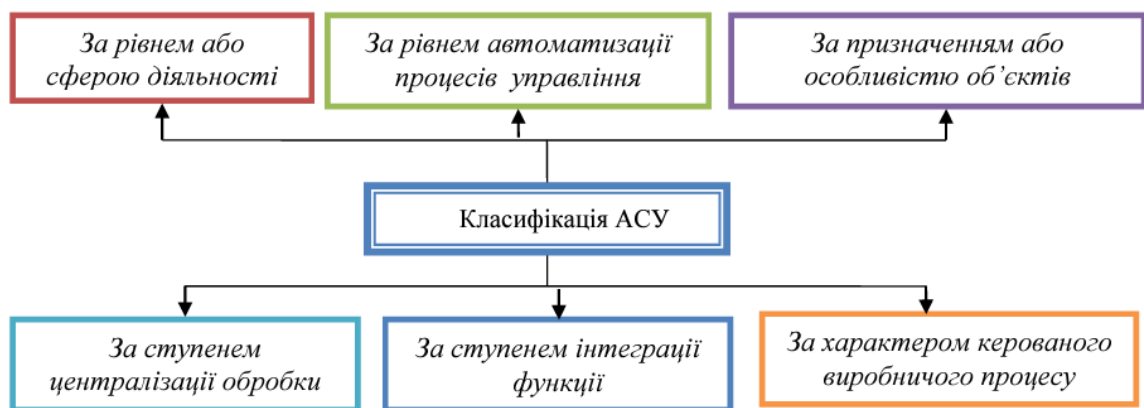 За рівнем або
сферою діяльності
За рівнем автоматизації
процесів управління
За призначенням або
особливістю об’єктів
Класифікація АСУ
За ступенем
централізації обробки
За ступенем інтеграції
функції
За характером керованого
виробничого процесу